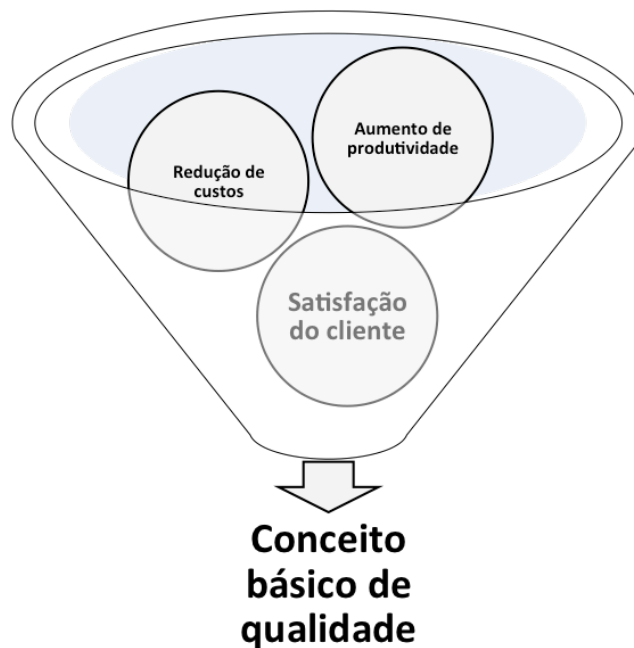 Aumento de
produtividade
Redução de
custos
Satisfação
do cliente
Conceito
básico de
qualidade